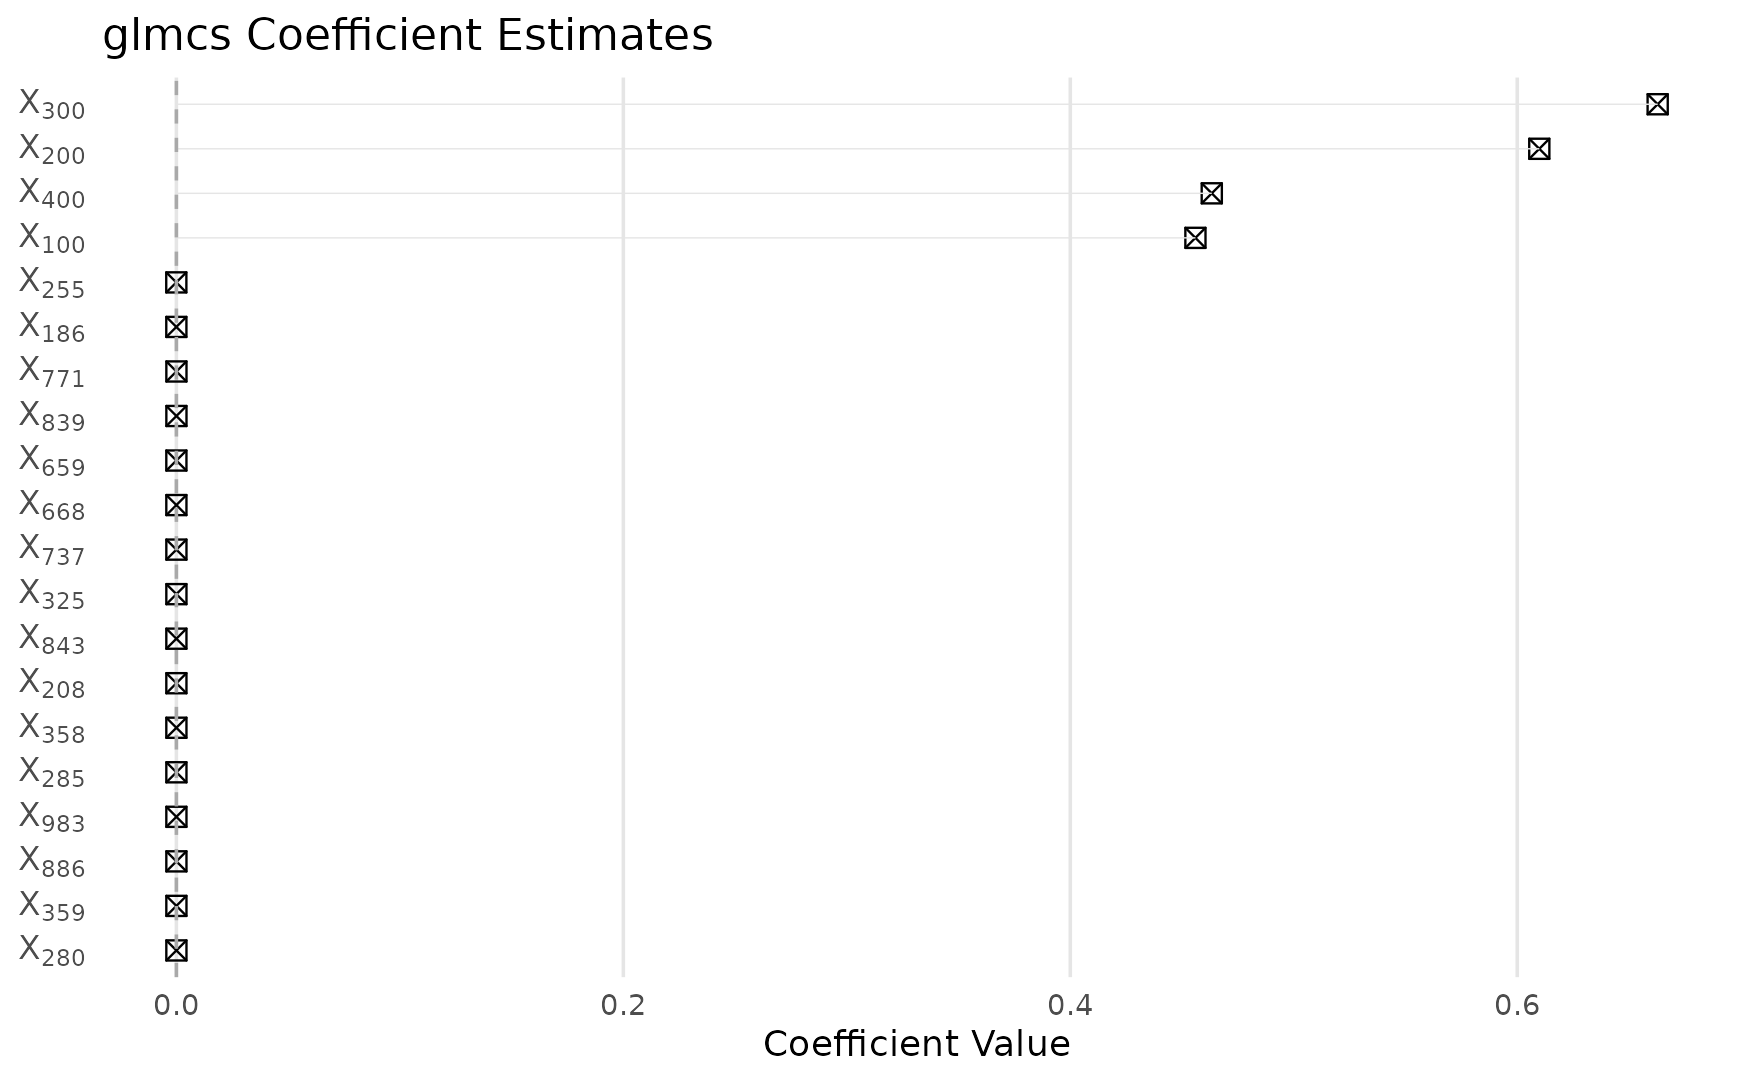 glmcs Coefficient Estimates
X₃₀₀
X₂₀₀
X₄₀₀
X₁₀₀
X₂₅₅
X₁₈₆
X₇₇₁
X₈₃₉
X₆₅₉
X₆₆₈
X₇₃₇
X₃₂₅
X₈₄₃
X₂₀₈
X₃₅₈
X₂₈₅
X₉₈₃
X₈₈₆
X₃₅₉
X₂₈₀
0.0 0.2 0.4 0.6
Coefficient Value